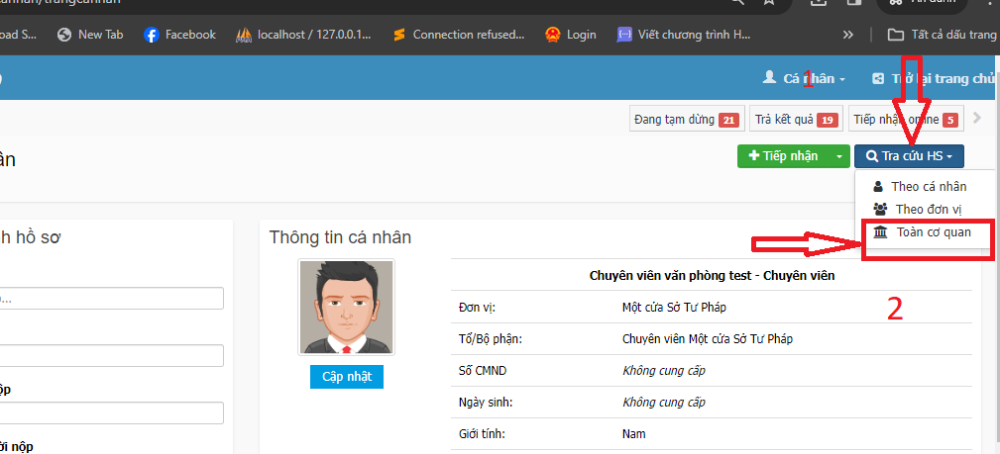 oad S...
New Tab
Facebook
localhost / 127.0.0.1...
Connection refused...
Login
Viết chương trình H...
»
Tất cả dấu trang
Cá nhân
1
Trở lại trang chủ
Đang tạm dừng 21
Trả kết quả 19
Tiếp nhận online 5
ân
+ Tiếp nhận
Tra cứu HS
Theo cá nhân
Theo đơn vị
Toàn cơ quan
h hồ sơ
Thông tin cá nhân
...
Chuyên viên văn phòng test - Chuyên viên
2
Đơn vị:
Một cửa Sở Tư Pháp
Tổ/Bộ phận:
Chuyên viên Một cửa Sở Tư Pháp
Cập nhật
Số CMND
Không cung cấp
ộp
Ngày sinh:
Không cung cấp
Giới tính:
Nam
ời nộp